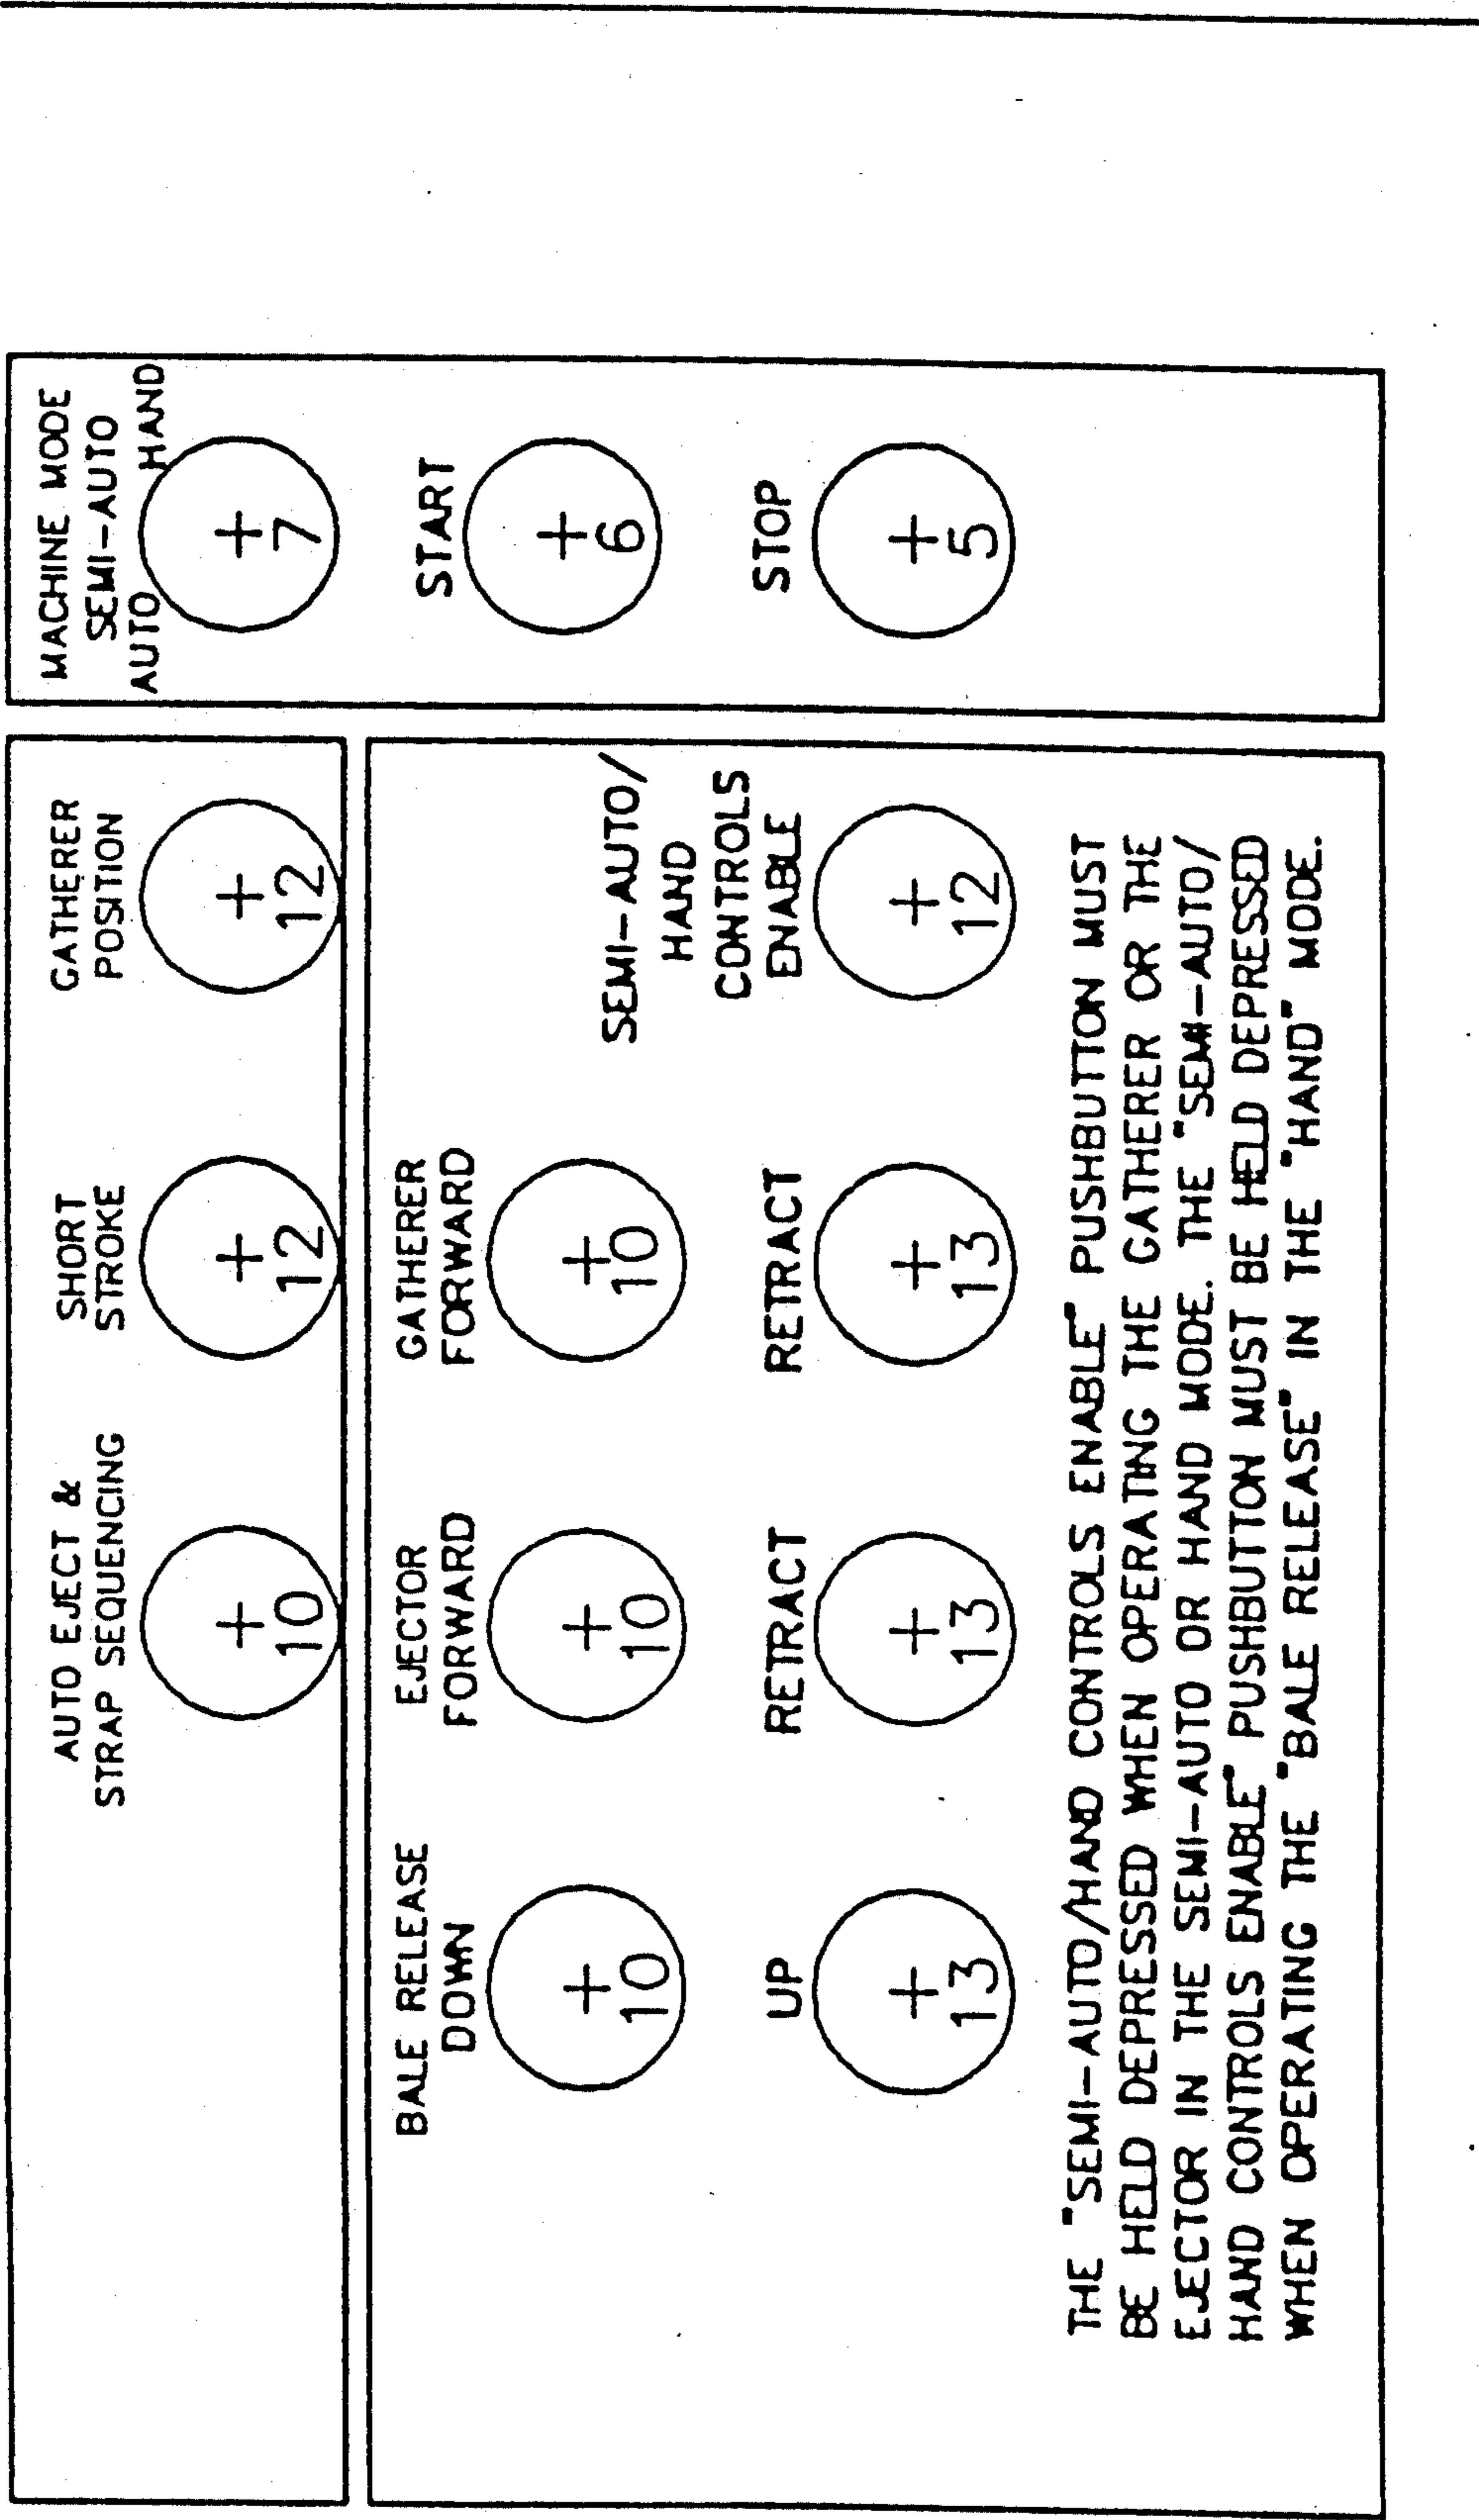 AUTO EJECT &
STRAP SEQUENCING
10
SHORT
STROKE
12
GATHERER
POSITION
12
MACHINE MODE
SEMI-AUTO
AUTO HAND
7
START
6
STOP
5
BALE RELEASE
DOWN
10
EJECTOR
FORWARD
10
GATHERER
FORWARD
10
UP
13
RETRACT
13
RETRACT
13
SEMI-AUTO/
HAND
CONTROLS
ENABLE
12
THE "SEMI-AUTO/HAND CONTROLS ENABLE" PUSHBUTTON MUST
BE HELD DEPRESSED WHEN OPERATING THE GATHERER OR THE
EJECTOR IN THE SEMI-AUTO OR HAND MODE. THE "SEMI-AUTO/
HAND CONTROLS ENABLE" PUSHBUTTON MUST BE HELD DEPRESSED
WHEN OPERATING THE "BALE RELEASE" IN THE "HAND" MODE.